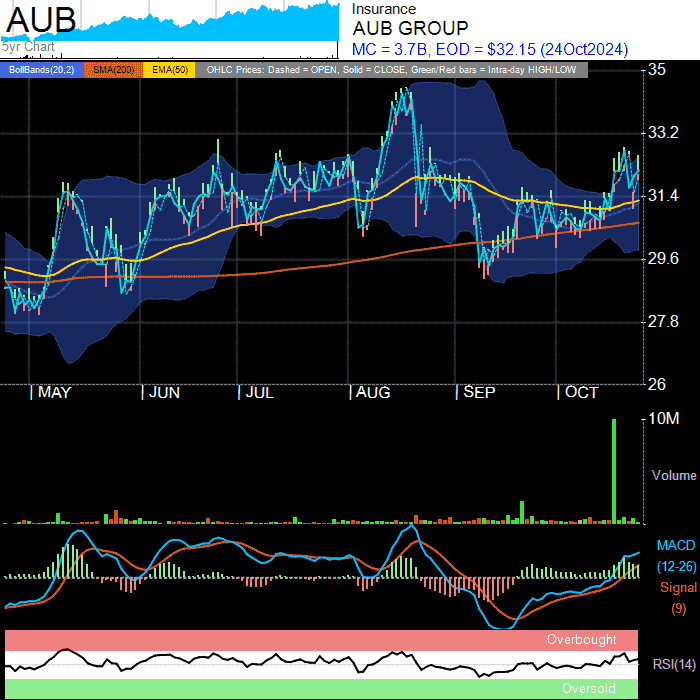 AUB
5yr Chart
Insurance
AUB GROUP
MC = 3.7B, EOD = $32.15 (24Oct2024)
BollBands(20,2) SMA(200) EMA(50) OHLC Prices: Dashed = OPEN, Solid = CLOSE, Green/Red bars = Intra-day HIGH/LOW
35
33.2
31.4
29.6
27.8
26
MAY JUN JUL AUG SEP OCT
10M
Volume
MACD
(12-26)
Signal
(9)
Overbought
RSI(14)
Oversold